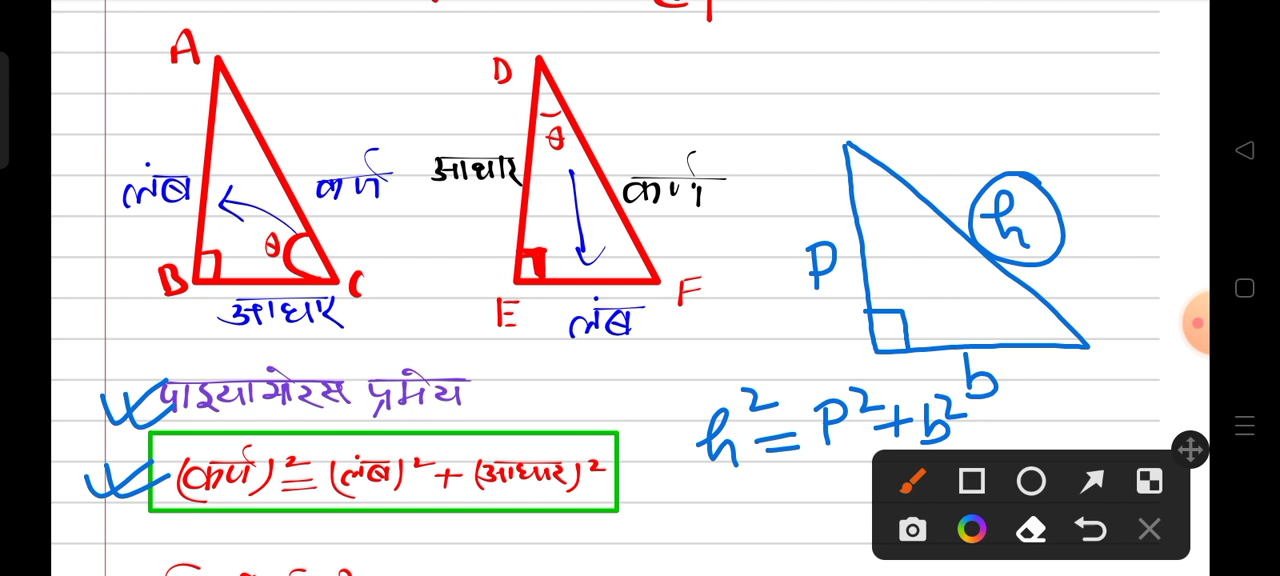 A
D
θ
लंब
कर्ण
आधार
कर्ण
h
θ
P
B
C
आधार
E
F
लंब
b
पाइथागोरस प्रमेय
h² = P² + b²
(कर्ण)² = (लंब)² + (आधार)²